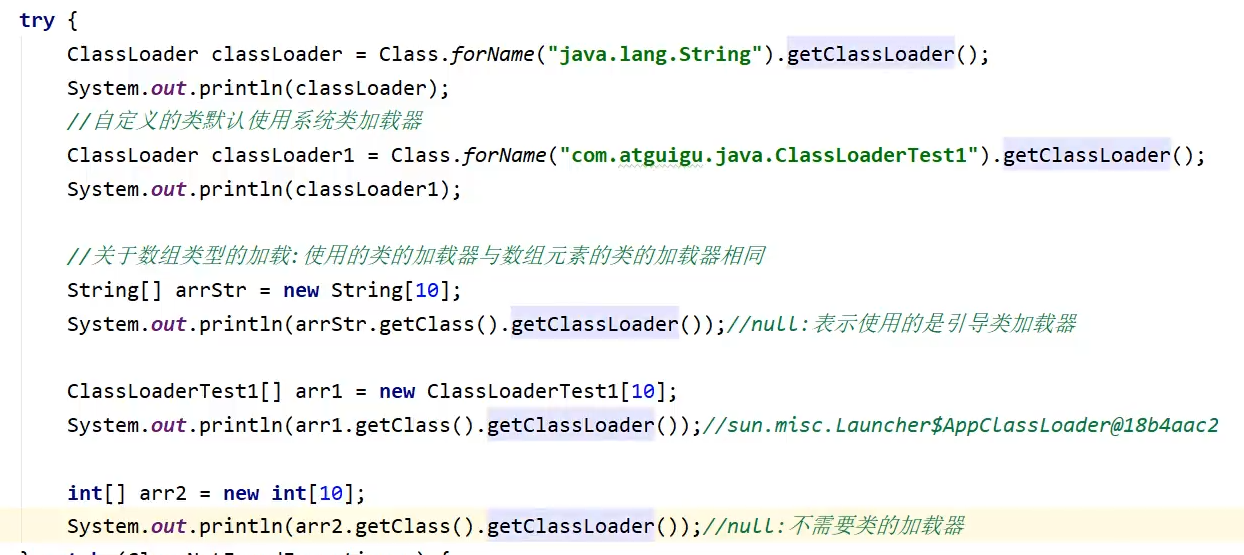 try {
ClassLoader classLoader = Class.forName("java.lang.String").getClassLoader();
System.out.println(classLoader);
//自定义的类默认使用系统类加载器
ClassLoader classLoader1 = Class.forName("com.atguigu.java.ClassLoaderTest1").getClassLoader();
System.out.println(classLoader1);
//关于数组类型的加载:使用的类的加载器与数组元素的类的加载器相同
String[] arrStr = new String[10];
System.out.println(arrStr.getClass().getClassLoader());//null:表示使用的是引导类加载器
ClassLoaderTest1[] arr1 = new ClassLoaderTest1[10];
System.out.println(arr1.getClass().getClassLoader());//sun.misc.Launcher$AppClassLoader@18b4aac2
int[] arr2 = new int[10];
System.out.println(arr2.getClass().getClassLoader());//null:不需要类的加载器